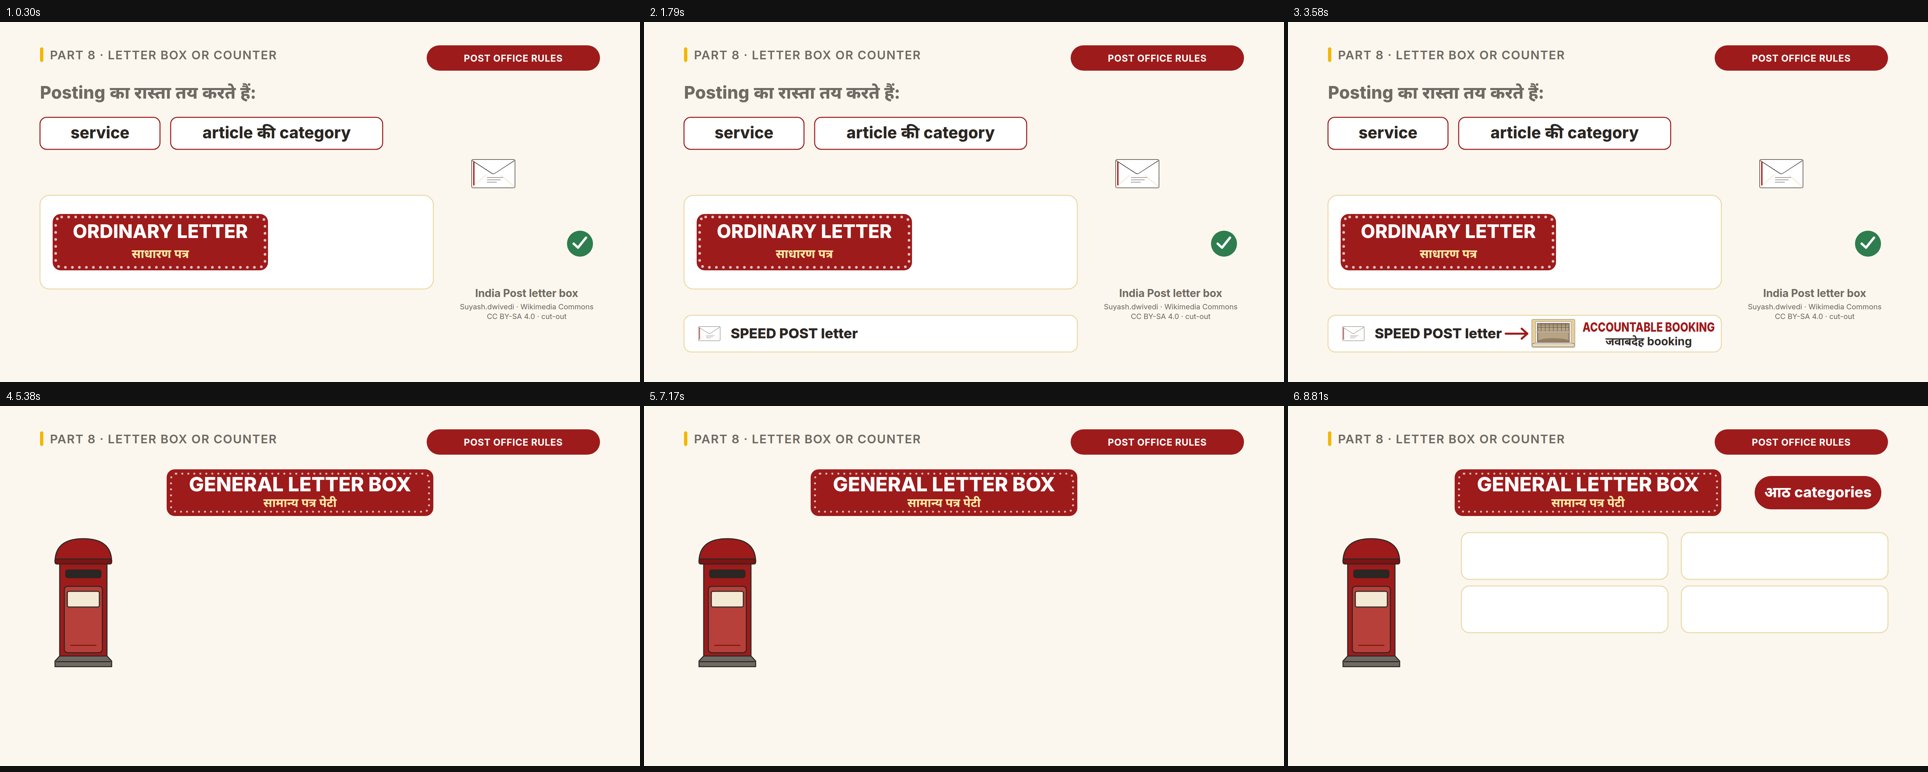 1. 0.30s
PART 8 · LETTER BOX OR COUNTER
POST OFFICE RULES
Posting का रास्ता तय करते हैं:
service
article की category
ORDINARY LETTER
साधारण पत्र
India Post letter box
Suyash.dwivedi · Wikimedia Commons
CC BY-SA 4.0 · cut-out
2. 1.79s
PART 8 · LETTER BOX OR COUNTER
POST OFFICE RULES
Posting का रास्ता तय करते हैं:
service
article की category
ORDINARY LETTER
साधारण पत्र
India Post letter box
Suyash.dwivedi · Wikimedia Commons
CC BY-SA 4.0 · cut-out
SPEED POST letter
3. 3.58s
PART 8 · LETTER BOX OR COUNTER
POST OFFICE RULES
Posting का रास्ता तय करते हैं:
service
article की category
ORDINARY LETTER
साधारण पत्र
India Post letter box
Suyash.dwivedi · Wikimedia Commons
CC BY-SA 4.0 · cut-out
SPEED POST letter
ACCOUNTABLE BOOKING
जवाबदेह booking
4. 5.38s
PART 8 · LETTER BOX OR COUNTER
POST OFFICE RULES
GENERAL LETTER BOX
सामान्य पत्र पेटी
5. 7.17s
PART 8 · LETTER BOX OR COUNTER
POST OFFICE RULES
GENERAL LETTER BOX
सामान्य पत्र पेटी
6. 8.81s
PART 8 · LETTER BOX OR COUNTER
POST OFFICE RULES
GENERAL LETTER BOX
सामान्य पत्र पेटी
आठ categories